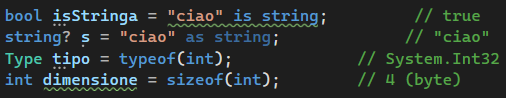 bool isStringa = "ciao" is string; // true
string? s = "ciao" as string; // "ciao"
Type tipo = typeof(int); // System.Int32
int dimensione = sizeof(int); // 4 (byte)